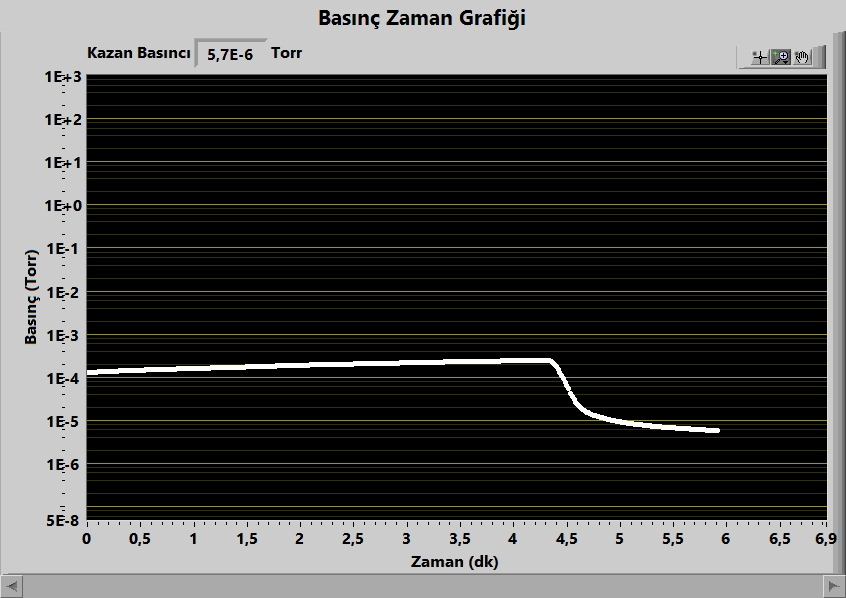 Basınç Zaman Grafiği
Kazan Basıncı 5,7E-6 Torr
1E+3
1E+2
1E+1
1E+0
1E-1
1E-2
1E-3
1E-4
1E-5
1E-6
5E-8
Basınç (Torr)
0 0,5 1 1,5 2 2,5 3 3,5 4 4,5 5 5,5 6 6,5 6,9
Zaman (dk)